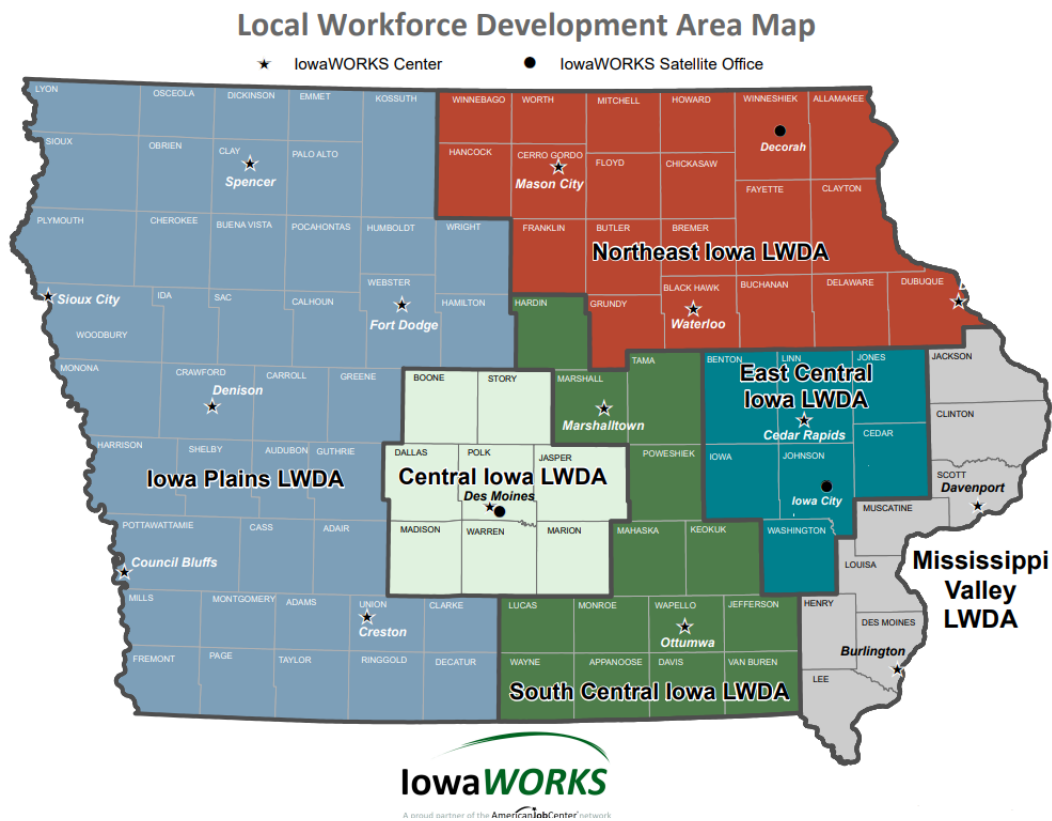 Local Workforce Development Area Map
IowaWORKS Center
IowaWORKS Satellite Office
LYON
OSCEOLA
DICKINSON
EMMET
KOSSUTH
WINNEBAGO
WORTH
MITCHELL
HOWARD
WINNESHIEK
ALLAMAKEE
SIOUX
OBRIEN
CLAY
PALO ALTO
HANCOCK
CERRO GORDO
FLOYD
CHICKASAW
Decorah
Spencer
Mason City
FAYETTE
CLAYTON
PLYMOUTH
CHEROKEE
BUENA VISTA
POCAHONTAS
HUMBOLDT
WRIGHT
FRANKLIN
BUTLER
BREMER
Northeast Iowa LWDA
Sioux City
IDA
SAC
CALHOUN
WEBSTER
HAMILTON
HARDIN
GRUNDY
BLACK HAWK
BUCHANAN
DELAWARE
DUBUQUE
WOODBURY
Fort Dodge
Waterloo
MONONA
CRAWFORD
CARROLL
GREENE
BOONE
STORY
MARSHALL
TAMA
BENTON
LINN
JONES
JACKSON
Denison
Marshalltown
East Central
Iowa LWDA
Cedar Rapids
CLINTON
HARRISON
SHELBY
AUDUBON
GUTHRIE
DALLAS
POLK
JASPER
POWESHIEK
IOWA
JOHNSON
CEDAR
SCOTT
Iowa Plains LWDA
Central Iowa LWDA
Des Moines
Iowa City
Davenport
MUSCATINE
POTTAWATTAMIE
CASS
ADAIR
MADISON
WARREN
MARION
MAHASKA
KEOKUK
WASHINGTON
Council Bluffs
LOUISA
Mississippi
Valley
LWDA
MILLS
MONTGOMERY
ADAMS
UNION
CLARKE
LUCAS
MONROE
WAPELLO
JEFFERSON
HENRY
DES MOINES
Creston
Ottumwa
Burlington
FREMONT
PAGE
TAYLOR
RINGGOLD
DECATUR
WAYNE
APPANOOSE
DAVIS
VAN BUREN
LEE
South Central Iowa LWDA
IowaWORKS
A proud partner of the AmericanJobCenter network